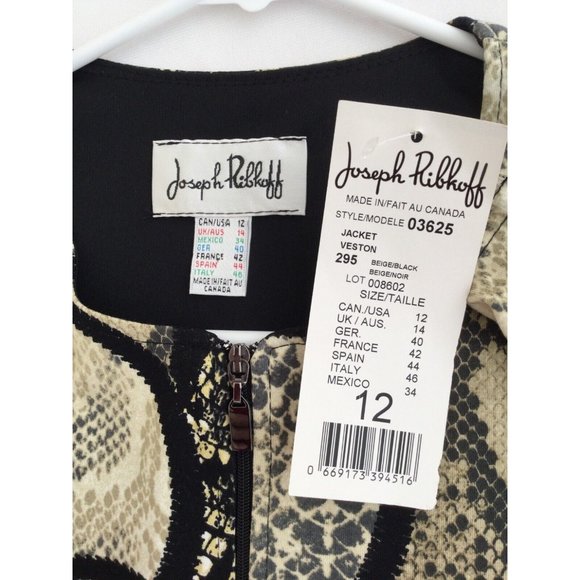 Joseph Ribkoff
CAN/USA 12
UK/AUS 14
MEXICO 34
GER 40
FRANCE 42
SPAIN 44
ITALY 46
MADE IN/FAIT AU
CANADA
Joseph Ribkoff
MADE IN/FAIT AU CANADA
STYLE/MODELE 03625
JACKET
VESTON
295 BEIGE/BLACK
BEIGE/NOIR
LOT 008602
SIZE/TAILLE
CAN./USA 12
UK / AUS. 14
GER. 40
FRANCE 42
SPAIN 44
ITALY 46
MEXICO 34
12
0 669173 394516